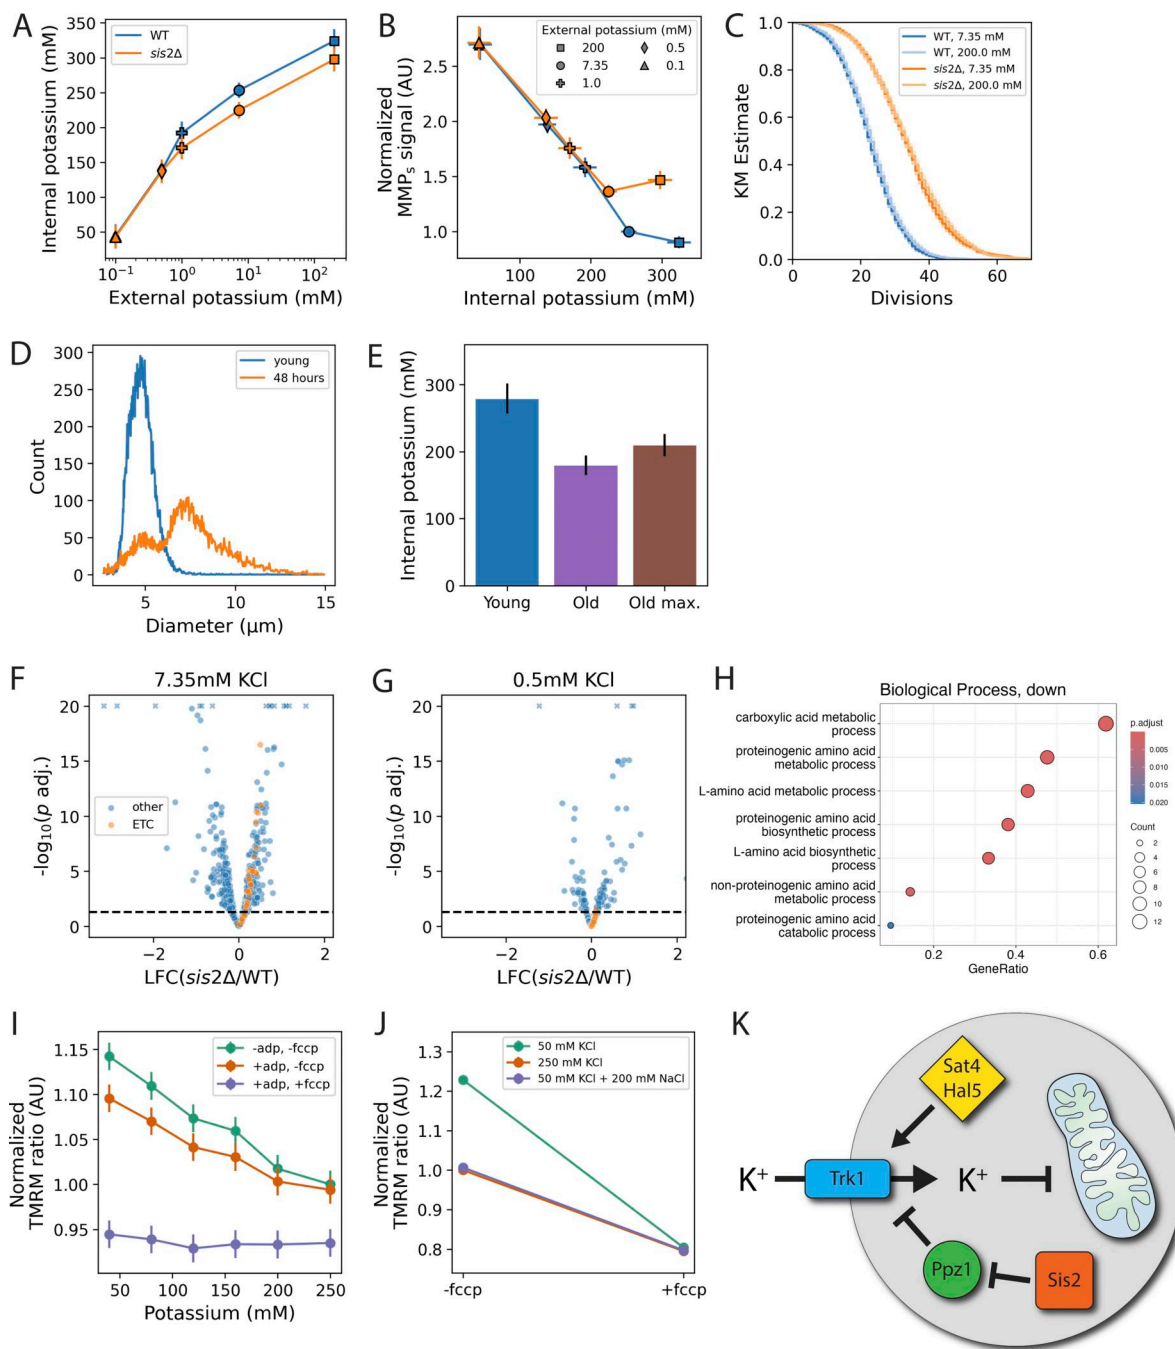 A
Internal potassium (mM)
350
300
250
200
150
100
50
WT
sis2Δ
10⁻¹
10⁰
10¹
10²
External potassium (mM)
B
Normalized
MMPₛ signal (AU)
2.5
2.0
1.5
1.0
External potassium (mM)
200
7.35
1.0
0.5
0.1
100
200
300
Internal potassium (mM)
C
KM Estimate
1.0
0.8
0.6
0.4
0.2
0.0
WT, 7.35 mM
WT, 200.0 mM
sis2Δ, 7.35 mM
sis2Δ, 200.0 mM
0
20
40
60
Divisions
D
Count
300
250
200
150
100
50
0
young
48 hours
5
10
15
Diameter (μm)
E
Internal potassium (mM)
300
200
100
0
Young
Old
Old max.
F
7.35mM KCl
-log₁₀(p adj.)
20
15
10
5
0
other
ETC
−2
0
2
LFC(sis2Δ/WT)
G
0.5mM KCl
-log₁₀(p adj.)
20
15
10
5
0
−2
0
2
LFC(sis2Δ/WT)
H
Biological Process, down
carboxylic acid metabolic
process
proteinogenic amino acid
metabolic process
L-amino acid metabolic process
proteinogenic amino acid
biosynthetic process
L-amino acid biosynthetic
process
non-proteinogenic amino acid
metabolic process
proteinogenic amino acid
catabolic process
0.2
0.4
0.6
GeneRatio
p.adjust
0.005
0.010
0.015
0.020
Count
2
4
6
8
10
12
I
Normalized
TMRM ratio (AU)
1.15
1.10
1.05
1.00
0.95
-adp, -fccp
+adp, -fccp
+adp, +fccp
50
100
150
200
250
Potassium (mM)
J
Normalized
TMRM ratio (AU)
1.3
1.2
1.1
1.0
0.9
0.8
50 mM KCl
250 mM KCl
50 mM KCl + 200 mM NaCl
-fccp
+fccp
K
Sat4
Hal5
K⁺
Trk1
K⁺
Ppz1
Sis2